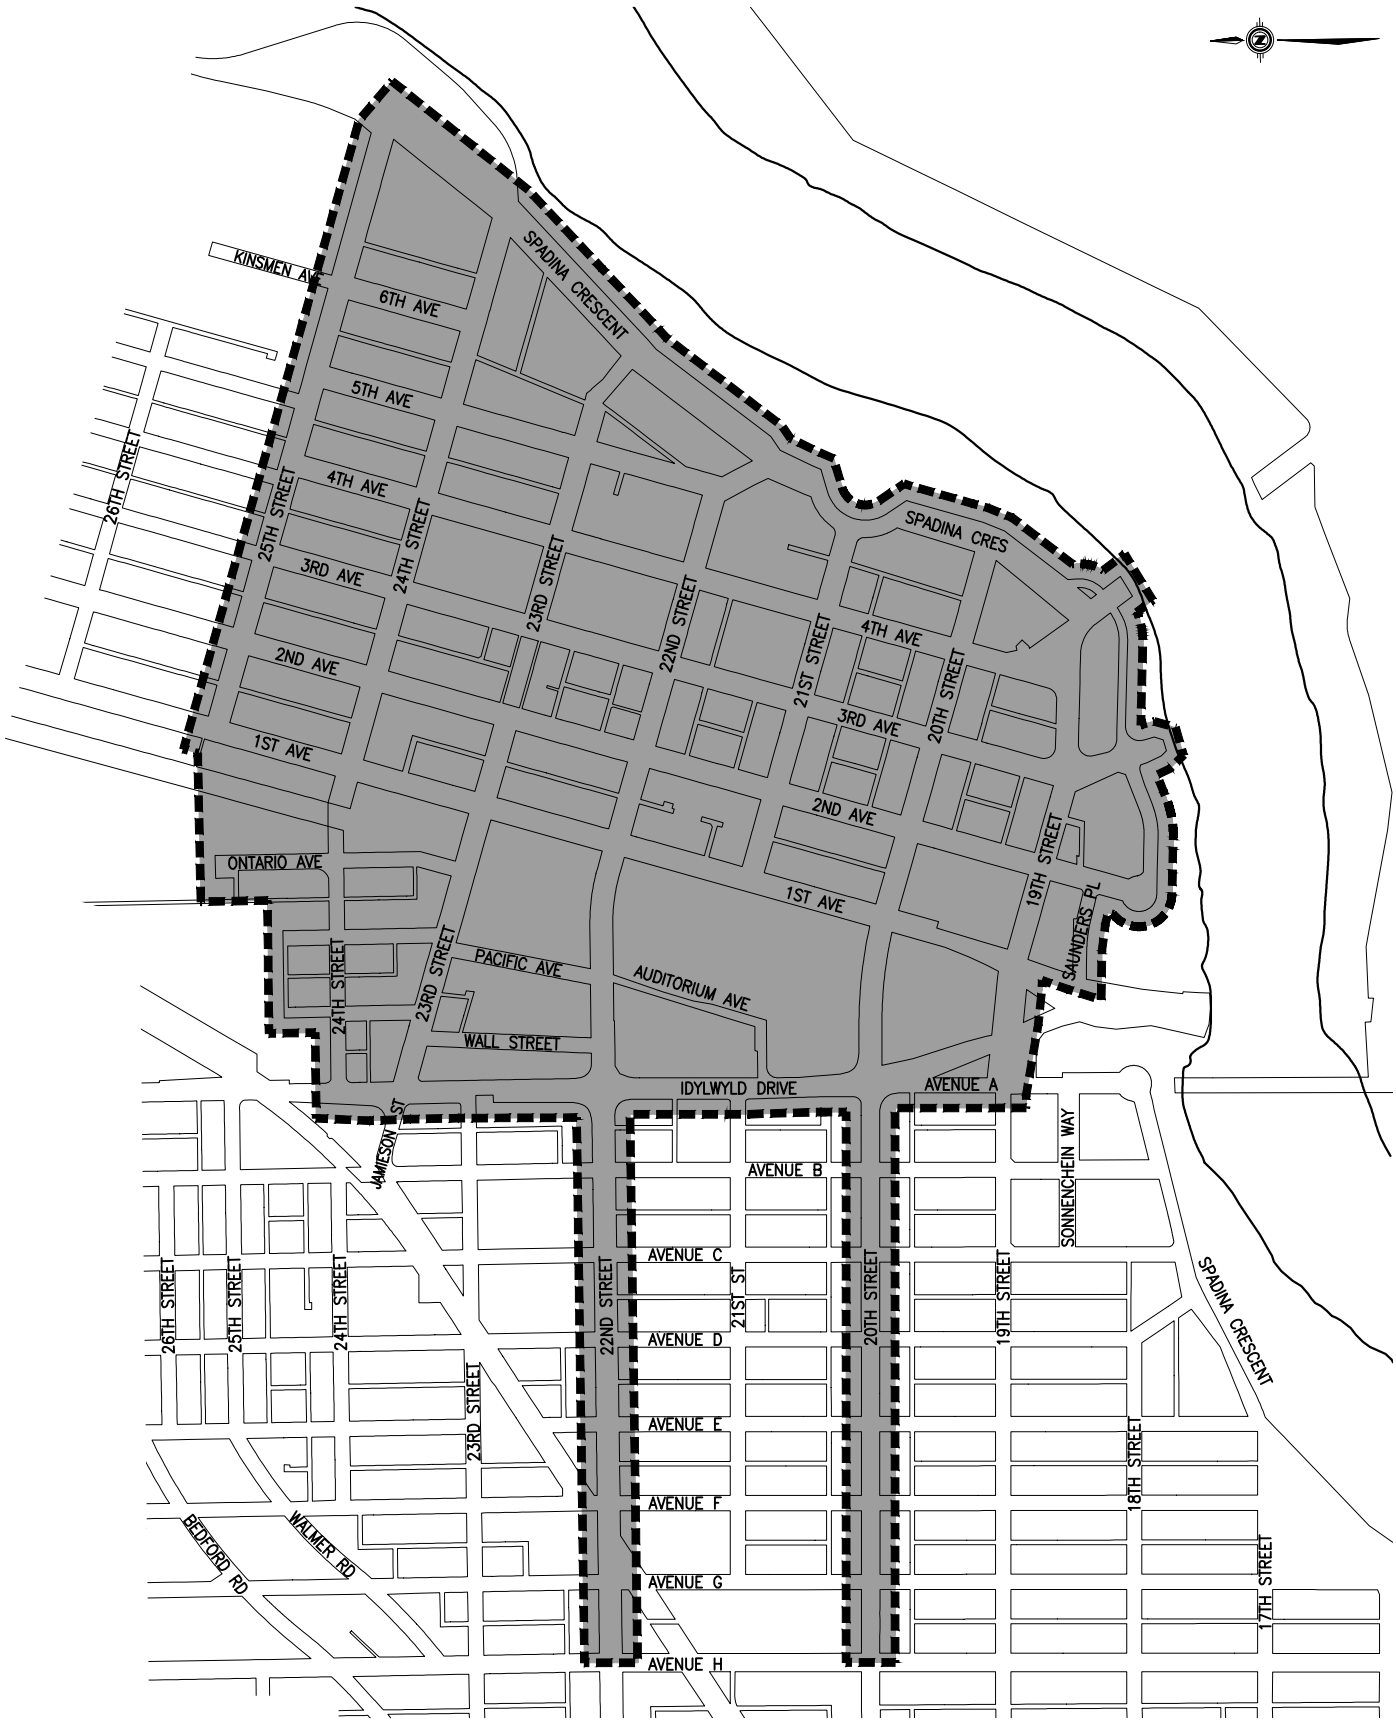 N
KINSMEN AVE
SPADINA CRESCENT
6TH AVE
5TH AVE
26TH STREET
25TH STREET
4TH AVE
24TH STREET
SPADINA CRES
3RD AVE
23RD STREET
22ND STREET
21ST STREET
4TH AVE
20TH STREET
2ND AVE
3RD AVE
1ST AVE
2ND AVE
19TH STREET
ONTARIO AVE
1ST AVE
SAUNDERS PL
24TH STREET
23RD STREET
PACIFIC AVE
AUDITORIUM AVE
WALL STREET
IDYLWYLD DRIVE
AVENUE A
JAMIESON ST
SONNENCHEIN WAY
AVENUE B
26TH STREET
25TH STREET
24TH STREET
22ND STREET
AVENUE C
21ST ST
20TH STREET
19TH STREET
SPADINA CRESCENT
AVENUE D
23RD STREET
AVENUE E
18TH STREET
AVENUE F
BEDFORD RD
WALMER RD
17TH STREET
AVENUE G
AVENUE H